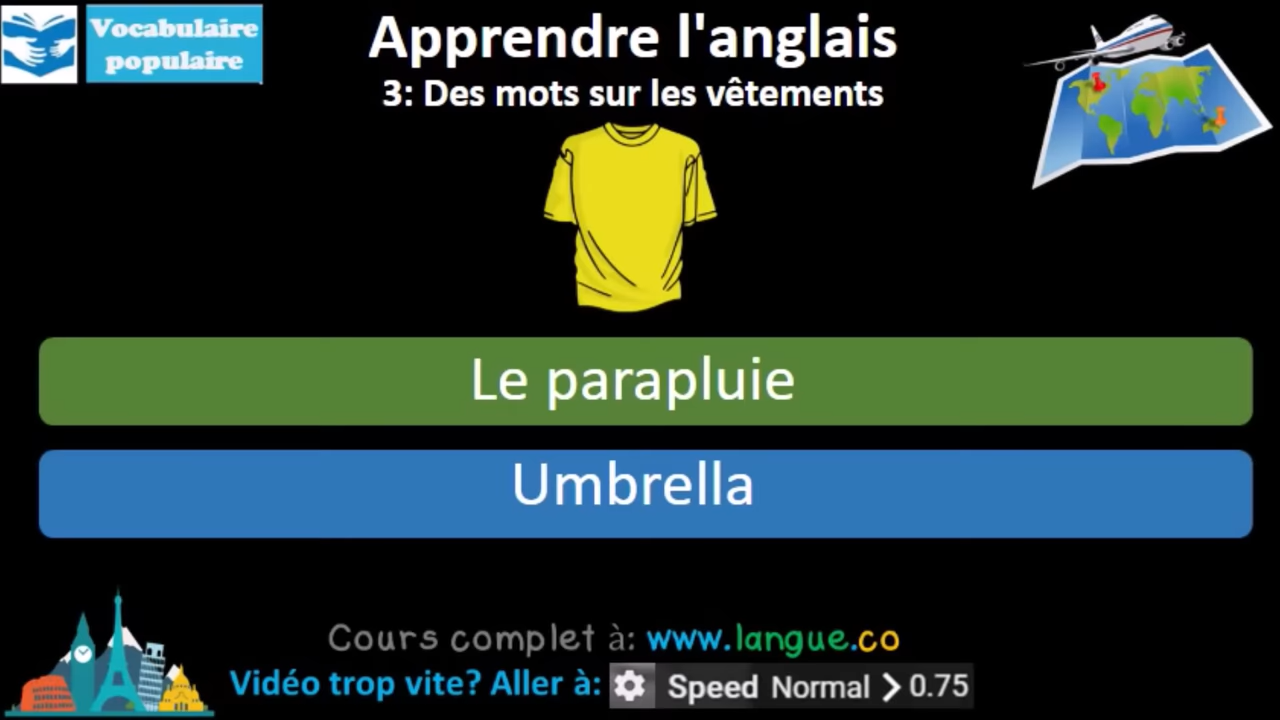 Vocabulaire
populaire
Apprendre l'anglais
3: Des mots sur les vêtements
Le parapluie
Umbrella
Cours complet à: www.langue.co
Vidéo trop vite? Aller à: Speed Normal > 0.75